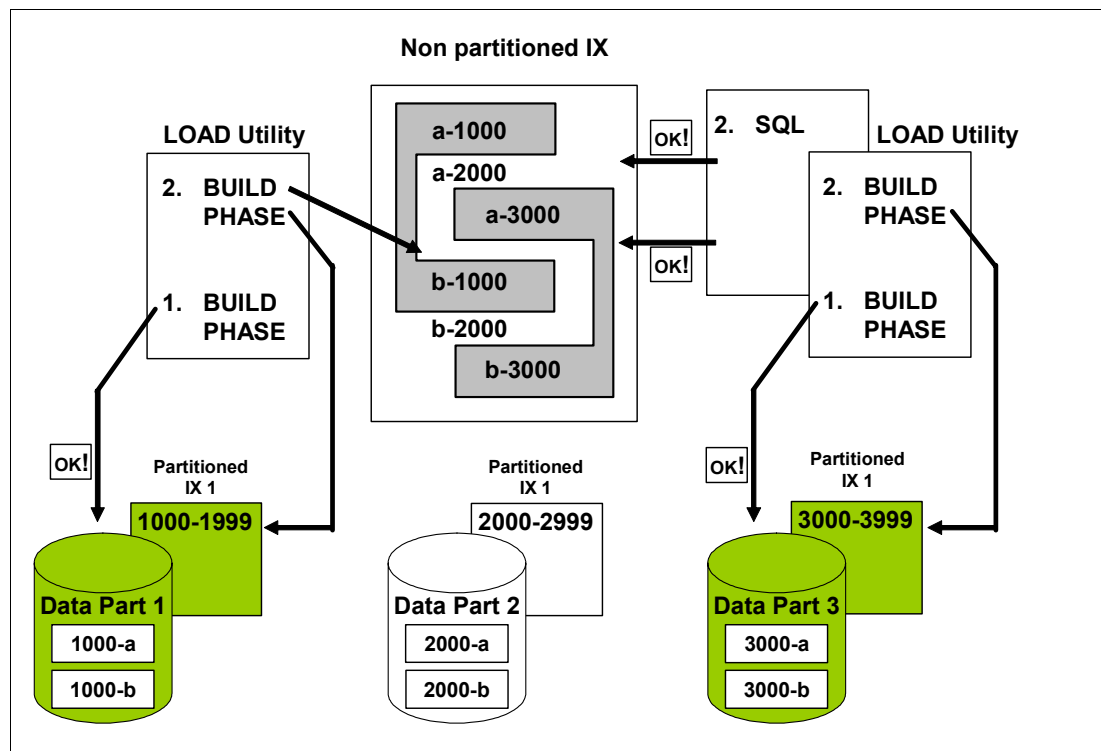 Non partitioned IX
LOAD Utility
2. BUILD
PHASE
1. BUILD
PHASE
a-1000
a-2000
a-3000
b-1000
b-2000
b-3000
OK!
OK!
2. SQL
LOAD Utility
2. BUILD
PHASE
1. BUILD
PHASE
OK!
Partitioned
IX 1
1000-1999
Data Part 1
1000-a
1000-b
Partitioned
IX 1
2000-2999
Data Part 2
2000-a
2000-b
OK!
Partitioned
IX 1
3000-3999
Data Part 3
3000-a
3000-b